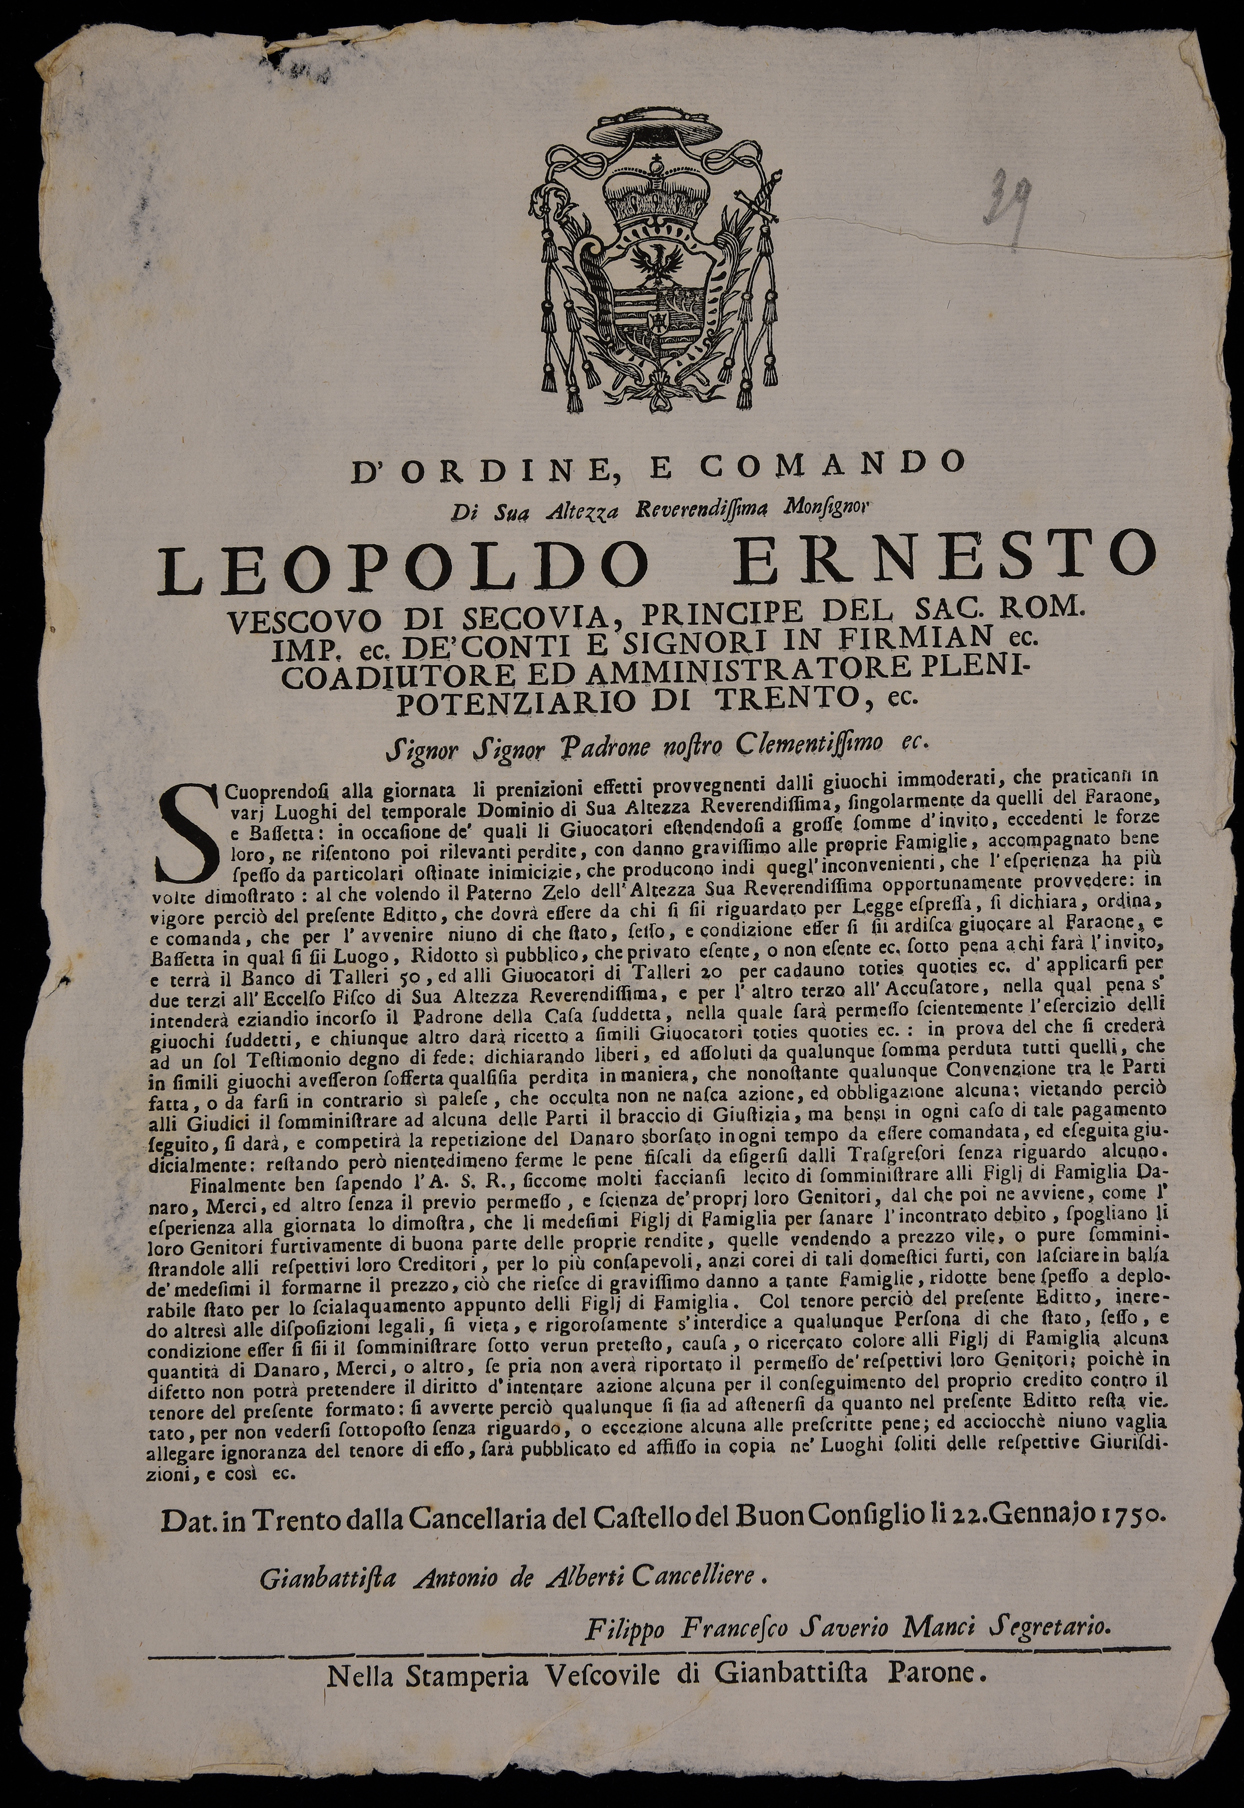 39
D'ORDINE, E COMANDO
Di Sua Altezza Reverendiſſima Monſignor
LEOPOLDO ERNESTO
VESCOVO DI SECOVIA, PRINCIPE DEL SAC. ROM.
IMP. ec. DE'CONTI E SIGNORI IN FIRMIAN ec.
COADIUTORE ED AMMINISTRATORE PLENI-
POTENZIARIO DI TRENTO, ec.
Signor Signor Padrone noſtro Clementiſſimo ec.
SCuoprendoſi alla giornata li prenizioni effetti provvegnenti dalli giuochi immoderati, che praticanſi in
varj Luoghi del temporale Dominio di Sua Altezza Reverendiſſima, ſingolarmente da quelli del Faraone,
e Baſſetta: in occaſione de' quali li Giuocatori eſtendendoſi a groſſe ſomme d'invito, eccedenti le forze
loro, ne riſentono poi rilevanti perdite, con danno graviſſimo alle proprie Famiglie, accompagnato bene
ſpeſſo da particolari oſtinate inimicizie, che producono indi quegl'inconvenienti, che l'eſperienza ha più
volte dimoſtrato: al che volendo il Paterno Zelo dell'Altezza Sua Reverendiſſima opportunamente provvedere: in
vigore perciò del preſente Editto, che dovrà eſſere da chi ſi ſii riguardato per Legge eſpreſſa, ſi dichiara, ordina,
e comanda, che per l'avvenire niuno di che ſtato, ſeſſo, e condizione eſſer ſi ſii ardiſca giuocare al Faraone, e
Baſſetta in qual ſi ſii Luogo, Ridotto sì pubblico, che privato eſente, o non eſente ec. ſotto pena a chi farà l'invito,
e terrà il Banco di Talleri 50, ed alli Giuocatori di Talleri 20 per cadauno toties quoties ec. d'applicarſi per
due terzi all'Eccelſo Fiſco di Sua Altezza Reverendiſſima, e per l'altro terzo all'Accuſatore, nella qual pena s'
intenderà eziandio incorſo il Padrone della Caſa ſuddetta, nella quale ſarà permeſſo ſcientemente l'eſercizio delli
giuochi ſuddetti, e chiunque altro darà ricetto a ſimili Giuocatori toties quoties ec.: in prova del che ſi crederà
ad un ſol Teſtimonio degno di fede: dichiarando liberi, ed aſſoluti da qualunque ſomma perduta tutti quelli, che
in ſimili giuochi aveſſeron ſofferta qualſiſia perdita in maniera, che nonoſtante qualunque Convenzione tra le Parti
fatta, o da farſi in contrario sì paleſe, che occulta non ne naſca azione, ed obbligazione alcuna; vietando perciò
alli Giudici il ſomminiſtrare ad alcuna delle Parti il braccio di Giuſtizia, ma bensi in ogni caſo di tale pagamento
ſeguito, ſi darà, e competirà la repetizione del Danaro sborſato in ogni tempo da eſſere comandata, ed eſeguita giu-
dicialmente: reſtando però nientedimeno ferme le pene fiſcali da eſigerſi dalli Traſgreſori ſenza riguardo alcuno.
Finalmente ben ſapendo l'A. S. R., ſiccome molti faccianſi lecito di ſomminiſtrare alli Figlj di Famiglia Da-
naro, Merci, ed altro ſenza il previo permeſſo, e ſcienza de'proprj loro Genitori, dal che poi ne avviene, come l'
eſperienza alla giornata lo dimoſtra, che li medeſimi Figlj di Famiglia per ſanare l'incontrato debito, ſpogliano li
loro Genitori furtivamente di buona parte delle proprie rendite, quelle vendendo a prezzo vile, o pure ſommini-
ſtrandole alli reſpettivi loro Creditori, per lo più conſapevoli, anzi corei di tali domeſtici furti, con laſciare in balìa
de'medeſimi il formarne il prezzo, ciò che rieſce di graviſſimo danno a tante Famiglie, ridotte bene ſpeſſo a deplo-
rabile ſtato per lo ſcialaquamento appunto delli Figlj di Famiglia. Col tenore perciò del preſente Editto, inere-
do altresì alle diſpoſizioni legali, ſi vieta, e rigoroſamente s'interdice a qualunque Perſona di che ſtato, ſeſſo, e
condizione eſſer ſi ſii il ſomminiſtrare ſotto verun preteſto, cauſa, o ricercato colore alli Figlj di Famiglia alcuna
quantità di Danaro, Merci, o altro, ſe pria non averà riportato il permeſſo de'reſpettivi loro Genitori; poichè in
difetto non potrà pretendere il diritto d'intentare azione alcuna per il conſeguimento del proprio credito contro il
tenore del preſente formato: ſi avverte perciò qualunque ſi ſia ad aſtenerſi da quanto nel preſente Editto reſta vie-
tato, per non vederſi ſottopoſto ſenza riguardo, o eccezione alcuna alle preſcritte pene; ed acciocchè niuno vaglia
allegare ignoranza del tenore di eſſo, ſarà pubblicato ed affiſſo in copia ne' Luoghi ſoliti delle reſpettive Giuriſdi-
zioni, e così ec.
Dat. in Trento dalla Cancellaria del Caſtello del Buon Conſiglio li 22. Gennajo 1750.
Gianbattiſta Antonio de Alberti Cancelliere.
Filippo Franceſco Saverio Manci Segretario.
Nella Stamperia Veſcovile di Gianbattiſta Parone.